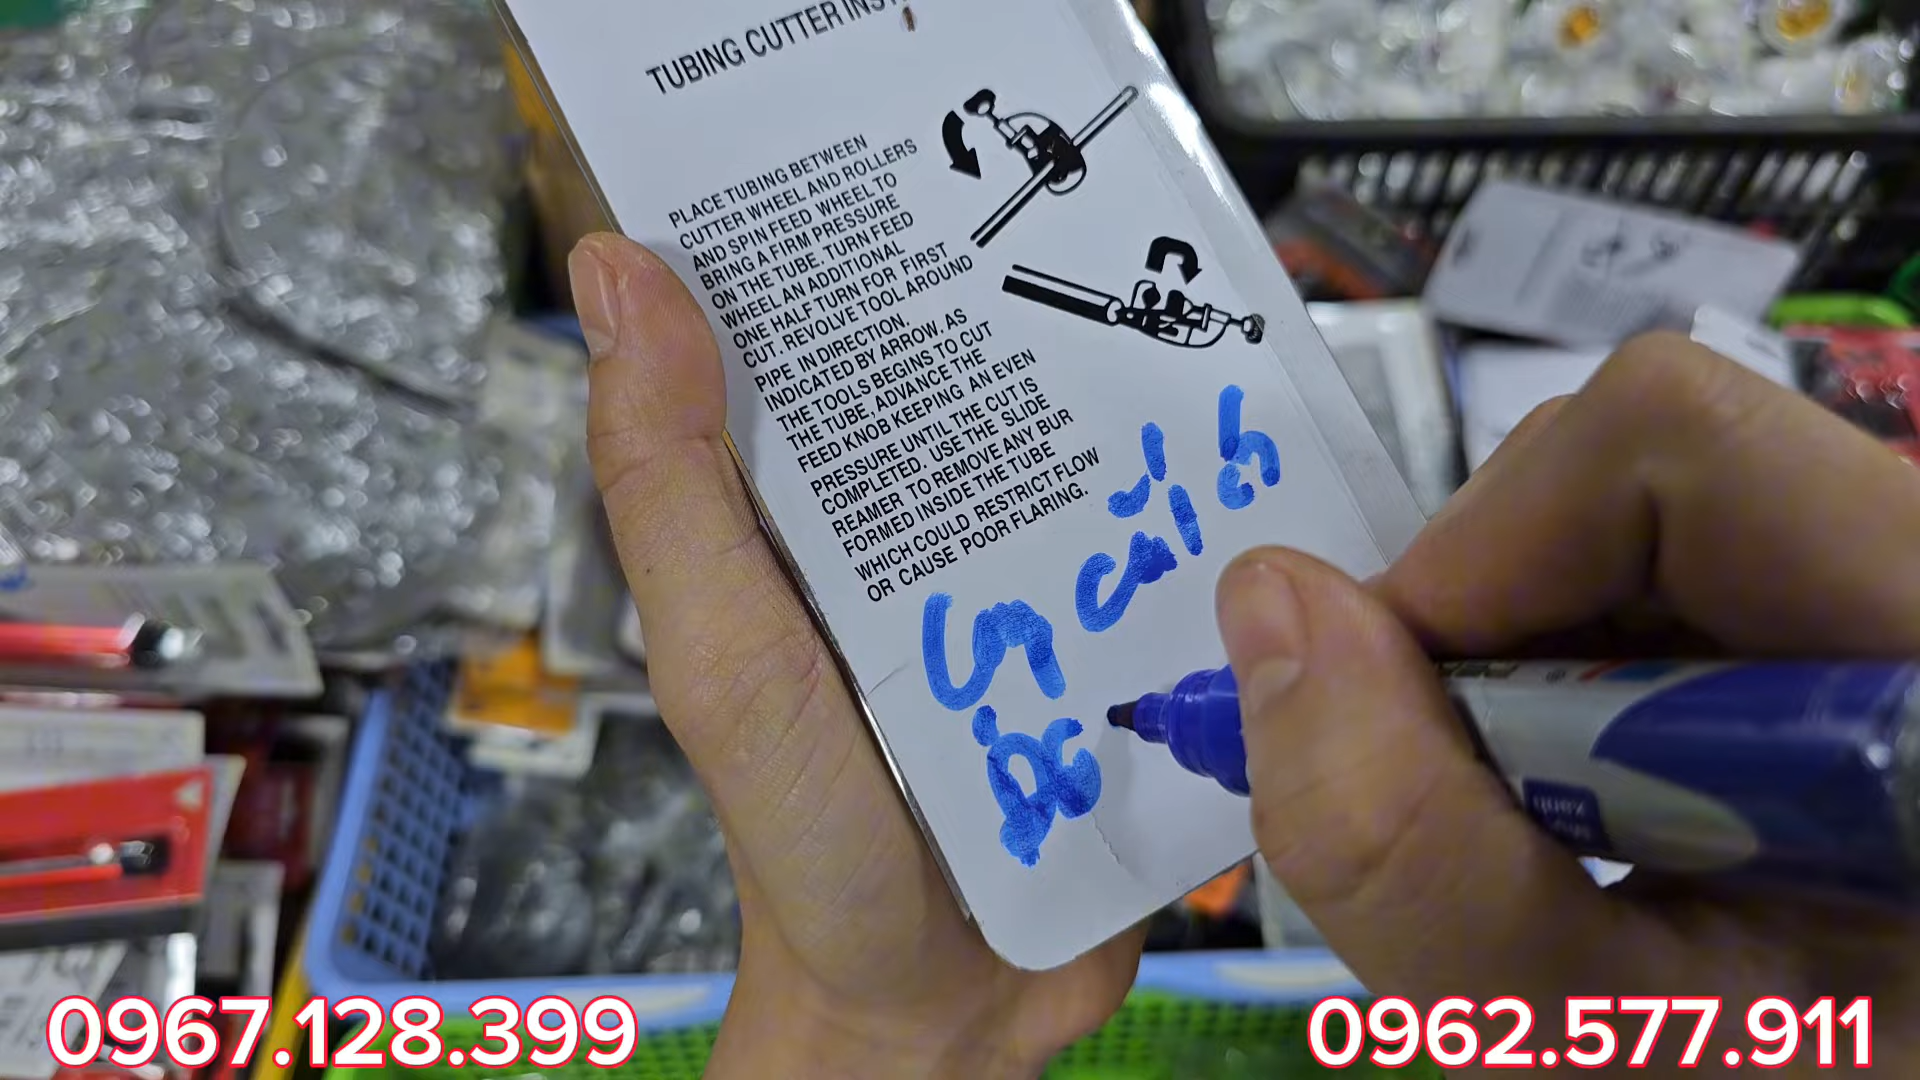 TUBING CUTTER
PLACE TUBING BETWEEN
CUTTER WHEEL AND ROLLERS
AND SPIN FEED WHEEL TO
BRING A FIRM PRESSURE
ON THE TUBE. TURN FEED
WHEEL AN ADDITIONAL
ONE HALF TURN FOR FIRST
CUT. REVOLVE TOOL AROUND
PIPE IN DIRECTION.
INDICATED BY ARROW. AS
THE TOOLS BEGINS TO CUT
THE TUBE, ADVANCE THE
FEED KNOB KEEPING AN EVEN
PRESSURE UNTIL THE CUT IS
COMPLETED. USE THE SLIDE
REAMER TO REMOVE ANY BUR
FORMED INSIDE THE TUBE
WHICH COULD RESTRICT FLOW
OR CAUSE POOR FLARING.
0967.128.399
0962.577.911